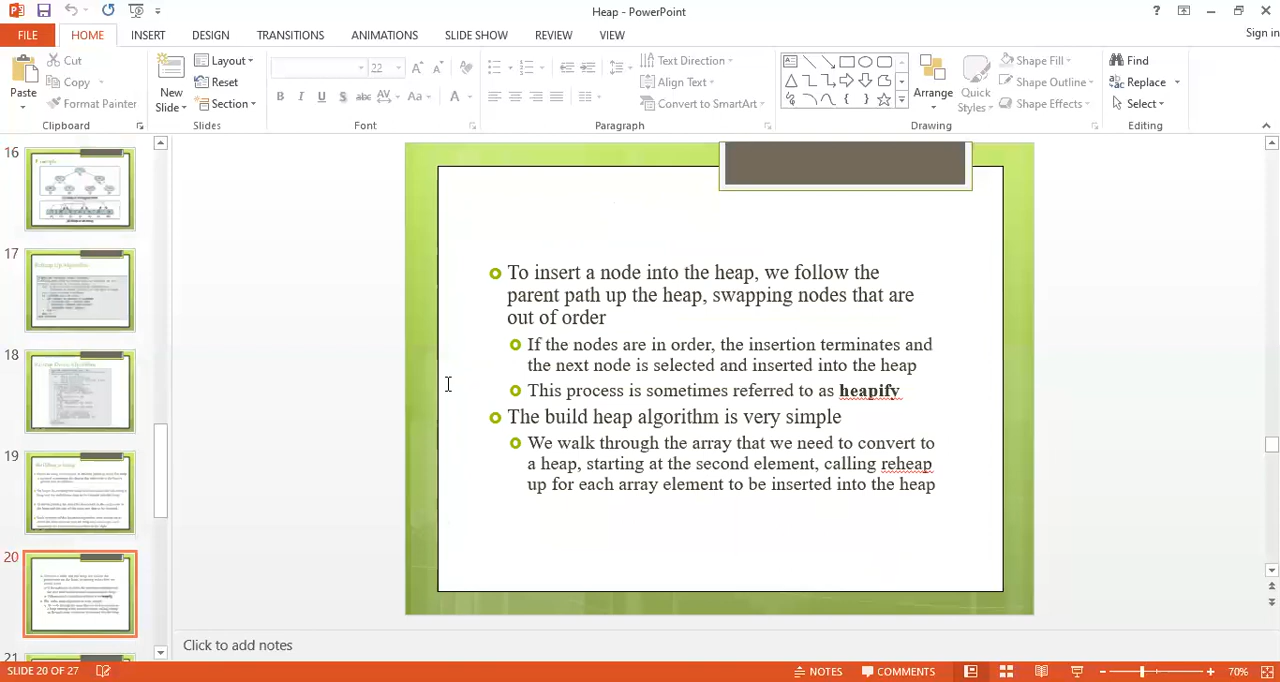 Heap - PowerPoint
?
Sign in
FILE
HOME
INSERT
DESIGN
TRANSITIONS
ANIMATIONS
SLIDE SHOW
REVIEW
VIEW
Paste
Cut
Copy
Format Painter
Clipboard
New
Slide
Layout
Reset
Section
Slides
22
B I U S abc AV Aa A
Font
Text Direction
Align Text
Convert to SmartArt
Paragraph
Arrange
Quick
Styles
Shape Fill
Shape Outline
Shape Effects
Drawing
Find
Replace
Select
Editing
16
17
18
19
20
21
To insert a node into the heap, we follow the
parent path up the heap, swapping nodes that are
out of order
If the nodes are in order, the insertion terminates and
the next node is selected and inserted into the heap
This process is sometimes referred to as heapify
The build heap algorithm is very simple
We walk through the array that we need to convert to
a heap, starting at the second element, calling reheap
up for each array element to be inserted into the heap
Click to add notes
SLIDE 20 OF 27
NOTES
COMMENTS
70%